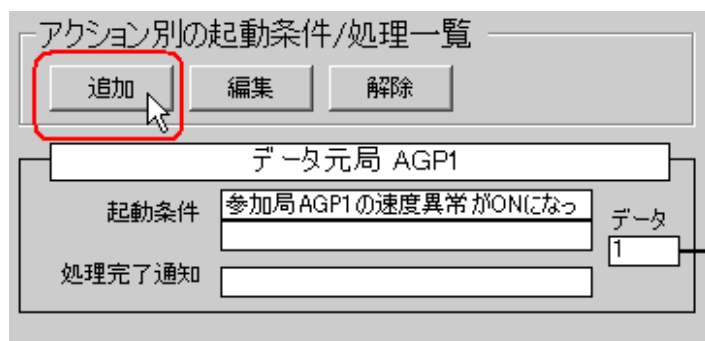 アクション別の起動条件/処理一覧
追加 編集 解除
データ元局 AGP1
起動条件 参加局AGP1の速度異常がONになっ
データ
1
処理完了通知